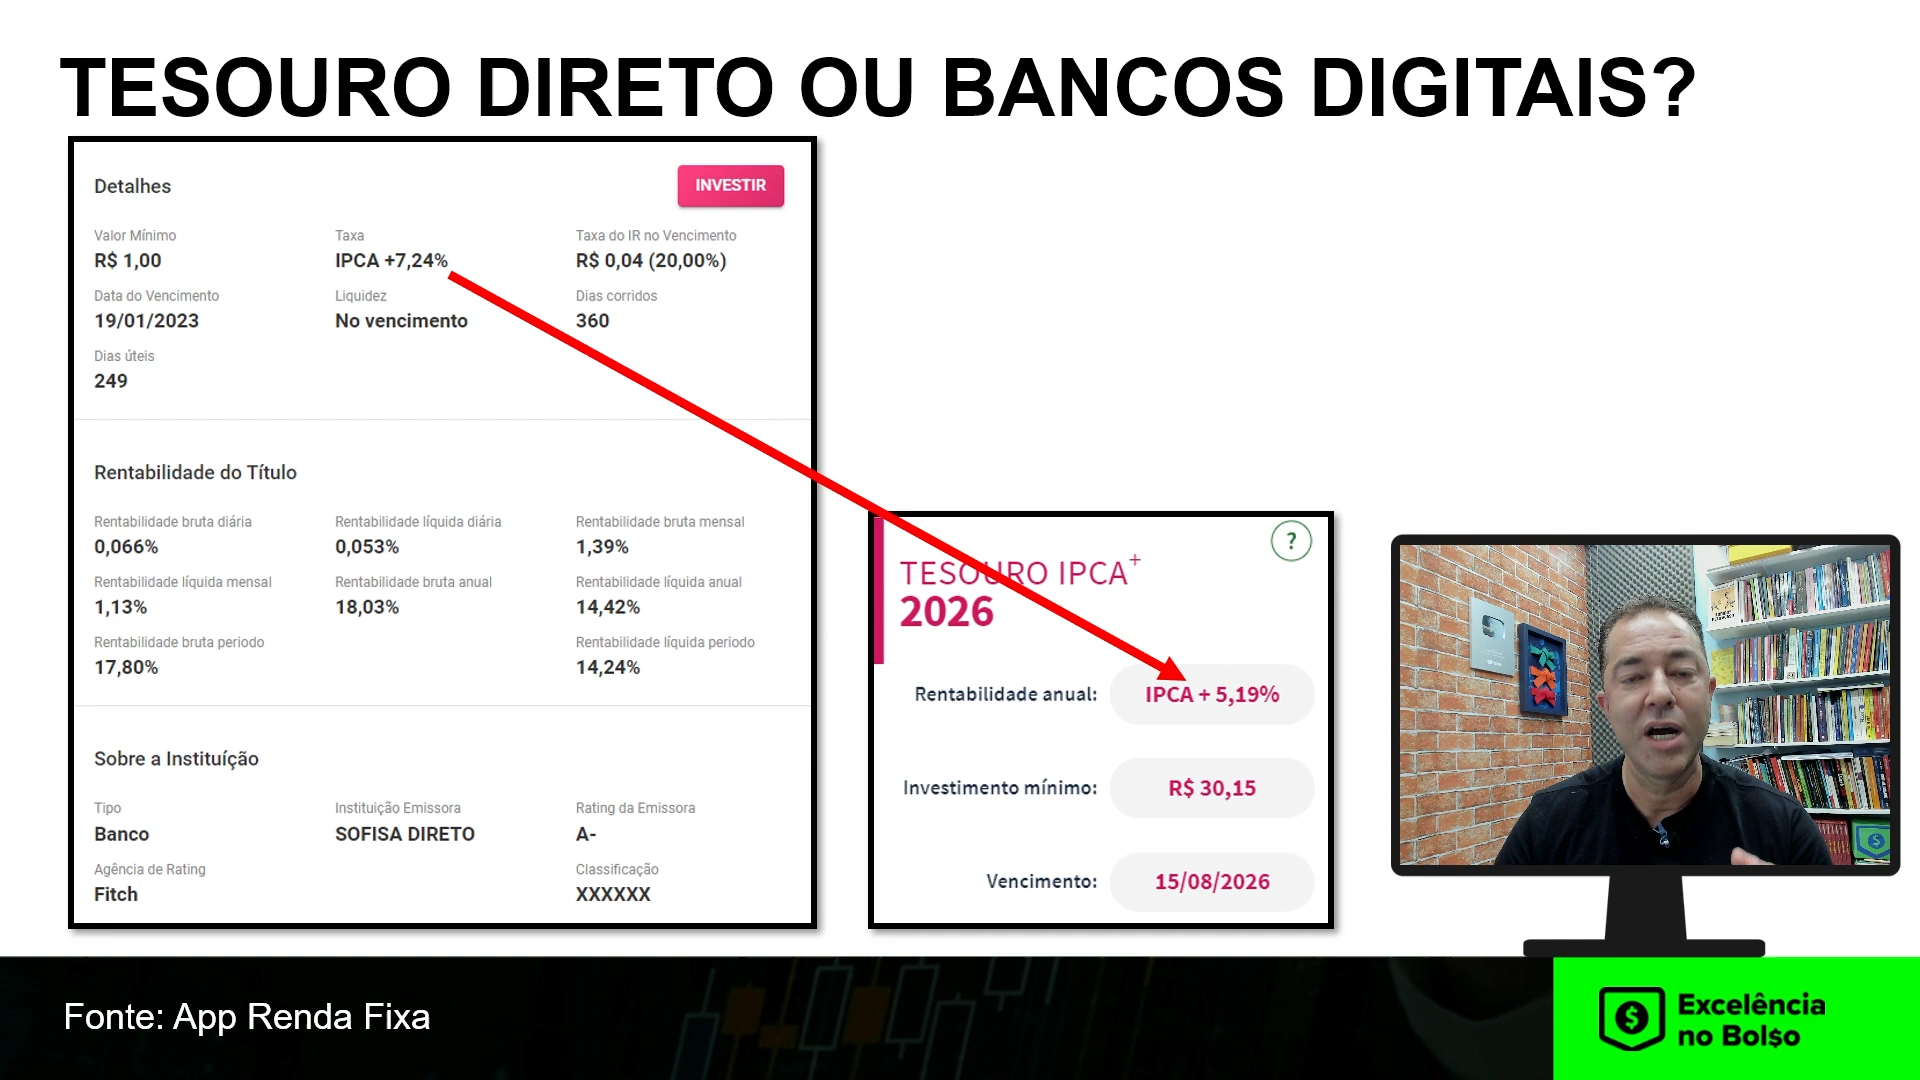 TESOURO DIRETO OU BANCOS DIGITAIS?
Detalhes
INVESTIR
Valor Mínimo
Taxa
Taxa do IR no Vencimento
R$ 1,00
IPCA +7,24%
R$ 0,04 (20,00%)
Data do Vencimento
Liquidez
Dias corridos
19/01/2023
No vencimento
360
Dias úteis
249
Rentabilidade do Título
Rentabilidade bruta diária
Rentabilidade líquida diária
Rentabilidade bruta mensal
0,066%
0,053%
1,39%
Rentabilidade líquida mensal
Rentabilidade bruta anual
Rentabilidade líquida anual
1,13%
18,03%
14,42%
Rentabilidade bruta periodo
Rentabilidade líquida periodo
17,80%
14,24%
Sobre a Instituíção
Tipo
Instituição Emissora
Rating da Emissora
Banco
SOFISA DIRETO
A-
Agência de Rating
Classificação
Fitch
XXXXXX
?
TESOURO IPCA+
2026
Rentabilidade anual:
IPCA + 5,19%
Investimento mínimo:
R$ 30,15
Vencimento:
15/08/2026
Fonte: App Renda Fixa
Excelência
no Bol$o